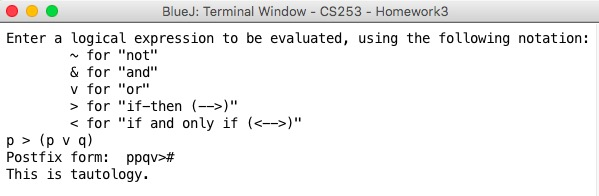 BlueJ: Terminal Window - CS253 - Homework3
Enter a logical expression to be evaluated, using the following notation:
~ for "not"
& for "and"
v for "or"
> for "if-then (-->)"
< for "if and only if (<-->)"
p > (p v q)
Postfix form:  ppqv>#
This is tautology.